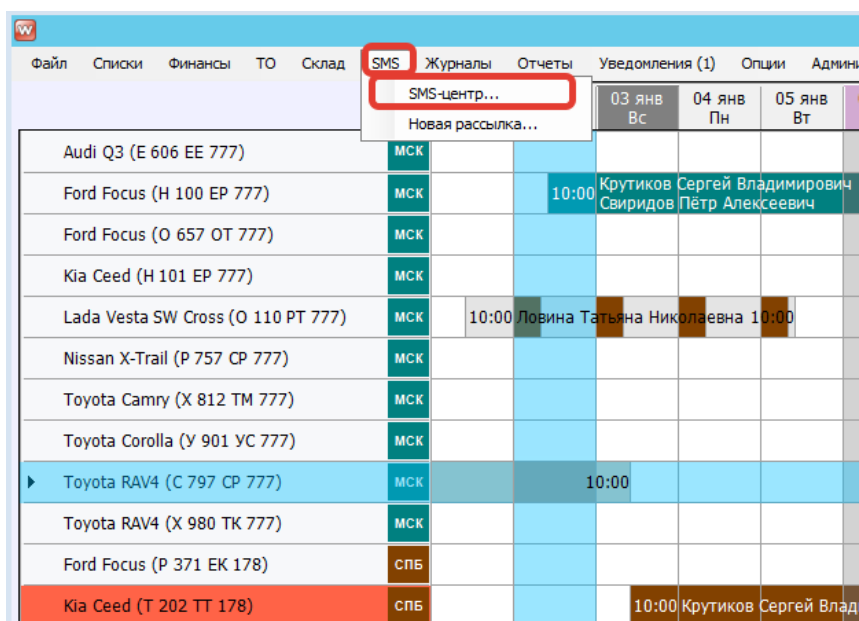 W
Файл Списки Финансы ТО Склад SMS Журналы Отчеты Уведомления (1) Опции
SMS-центр...
Новая рассылка...
03 янв 04 янв 05 янв
Вс Пн Вт
Audi Q3 (Е 606 ЕЕ 777) МСК
Ford Focus (Н 100 ЕР 777) МСК 10:00 Крутиков Сергей Владимирович
Свиридов Пётр Алексеевич
Ford Focus (О 657 ОТ 777) МСК
Kia Ceed (Н 101 ЕР 777) МСК
Lada Vesta SW Cross (О 110 РТ 777) МСК 10:00 Ловина Татьяна Николаевна 10:00
Nissan X-Trail (Р 757 СР 777) МСК
Toyota Camry (Х 812 ТМ 777) МСК
Toyota Corolla (У 901 УС 777) МСК
Toyota RAV4 (С 797 СР 777) МСК 10:00
Toyota RAV4 (Х 980 ТК 777) МСК
Ford Focus (Р 371 ЕК 178) СПБ
Kia Ceed (Т 202 ТТ 178) СПБ 10:00 Крутиков Сергей Влад